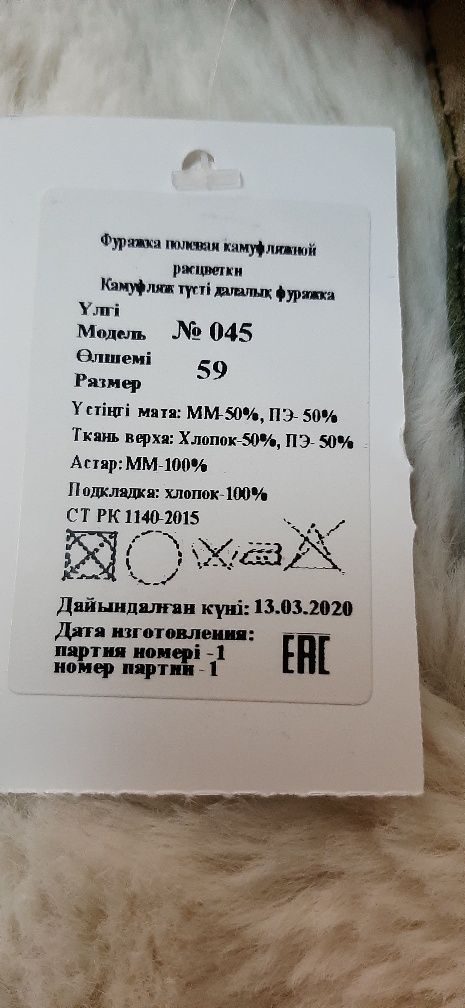 Фуражка полевая камуфляжной
расцветки
Камуфляж түсті далалық фуражка
Үлгі
Модель № 045
Өлшемі
Размер 59
Үстіңгі мата: ММ-50%, ПЭ- 50%
Ткань верха: Хлопок-50%, ПЭ- 50%
Астар: ММ-100%
Подкладка: хлопок-100%
СТ РК 1140-2015
Дайындалған күні: 13.03.2020
Дата изготовления:
партия номері -1
номер партии - 1
ЕАС